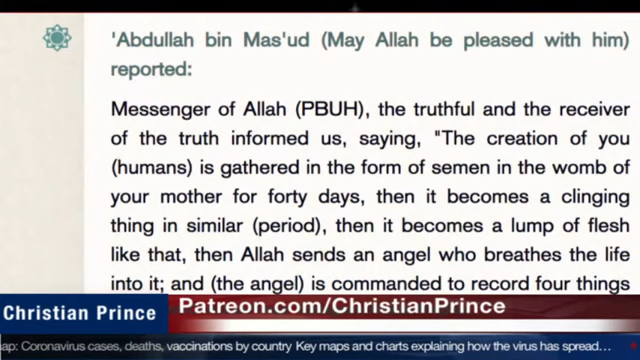 'Abdullah bin Mas'ud (May Allah be pleased with him)
reported:
Messenger of Allah (PBUH), the truthful and the receiver
of the truth informed us, saying, "The creation of you
(humans) is gathered in the form of semen in the womb of
your mother for forty days, then it becomes a clinging
thing in similar (period), then it becomes a lump of flesh
like that, then Allah sends an angel who breathes the life
into it; and (the angel) is commanded to record four things
Christian Prince
Patreon.com/ChristianPrince
ap: Coronavirus cases, deaths, vaccinations by country Key maps and charts explaining how the virus has spread…